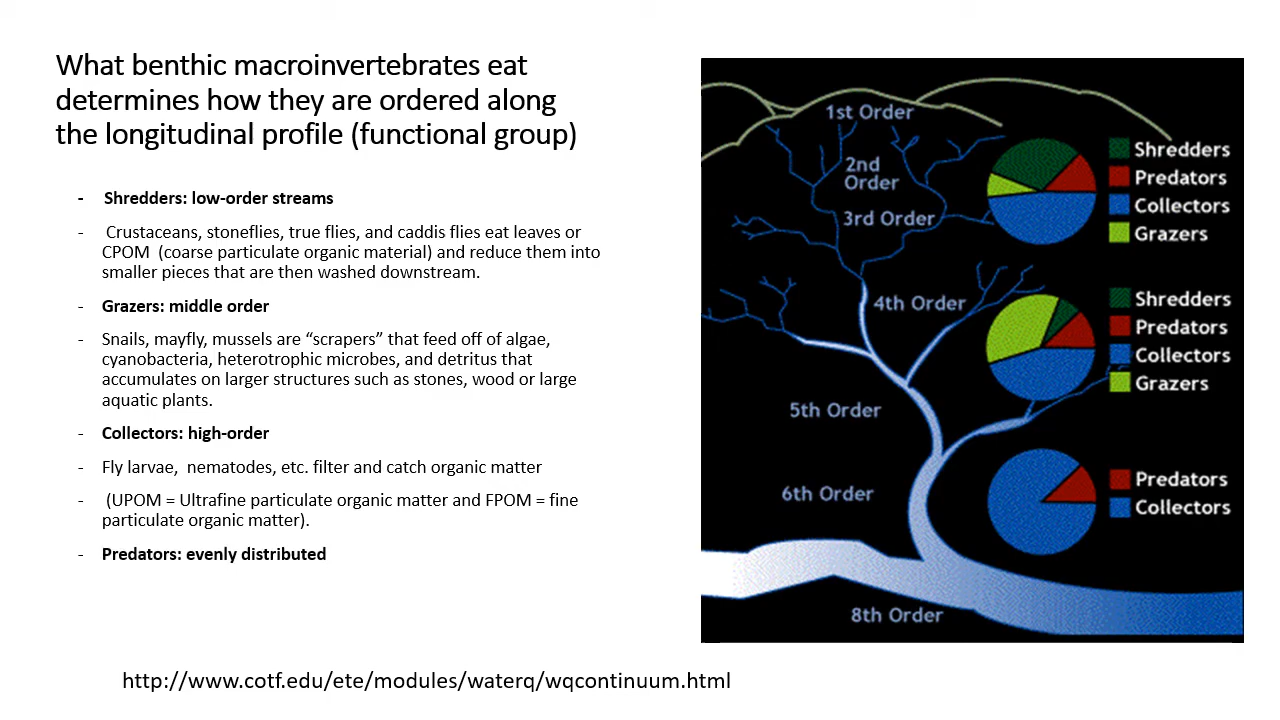 What benthic macroinvertebrates eat
determines how they are ordered along
the longitudinal profile (functional group)
- Shredders: low-order streams
- Crustaceans, stoneflies, true flies, and caddis flies eat leaves or
CPOM (coarse particulate organic material) and reduce them into
smaller pieces that are then washed downstream.
- Grazers: middle order
- Snails, mayfly, mussels are “scrapers” that feed off of algae,
cyanobacteria, heterotrophic microbes, and detritus that
accumulates on larger structures such as stones, wood or large
aquatic plants.
- Collectors: high-order
- Fly larvae, nematodes, etc. filter and catch organic matter
- (UPOM = Ultrafine particulate organic matter and FPOM = fine
particulate organic matter).
- Predators: evenly distributed
1st Order
2nd
Order
3rd Order
4th Order
5th Order
6th Order
8th Order
Shredders
Predators
Collectors
Grazers
Shredders
Predators
Collectors
Grazers
Predators
Collectors
http://www.cotf.edu/ete/modules/waterq/wqcontinuum.html